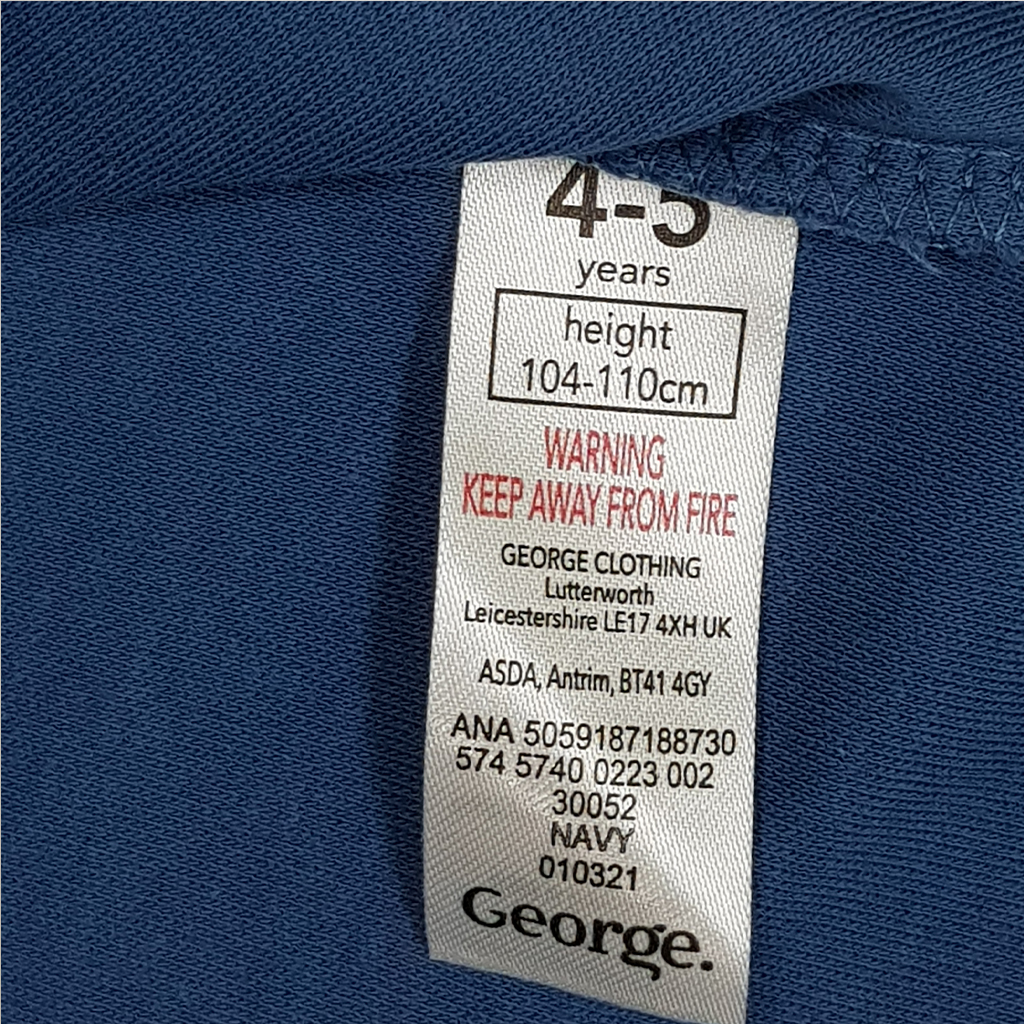 4-5
years
height
104-110cm
WARNING
KEEP AWAY FROM FIRE
GEORGE CLOTHING
Lutterworth
Leicestershire LE17 4XH UK
ASDA, Antrim, BT41 4GY
ANA 5059187188730
574 5740 0223 002
30052
NAVY
010321
George.